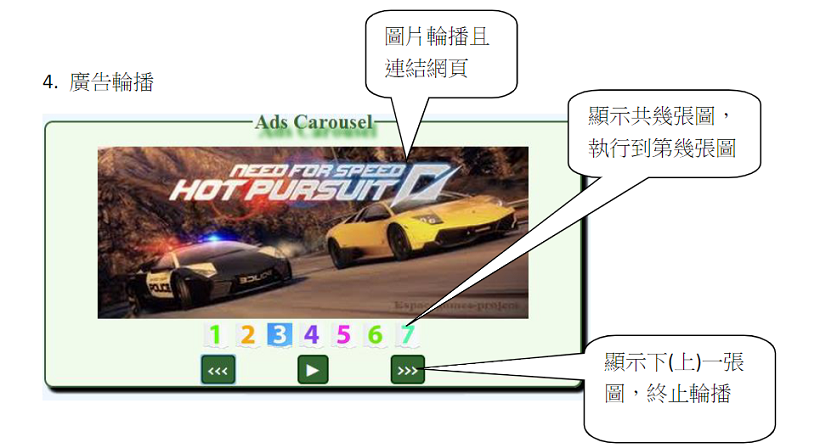 圖片輪播且
連結網頁
4. 廣告輪播
Ads Carousel
顯示共幾張圖，
執行到第幾張圖
NEED FOR SPEED
HOT PURSUIT
POLICE
1 2 3 4 5 6 7
<<< ▶ >>>
顯示下(上)一張
圖，終止輪播